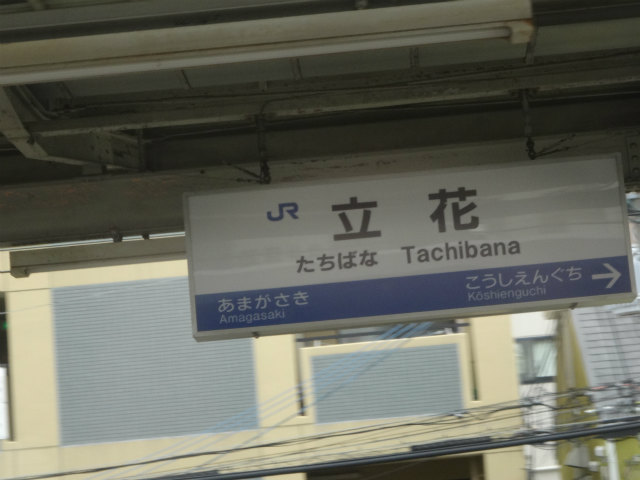 JR 立花
たちばな Tachibana
あまがさき こうしえんぐち →
Amagasaki Kōshienguchi